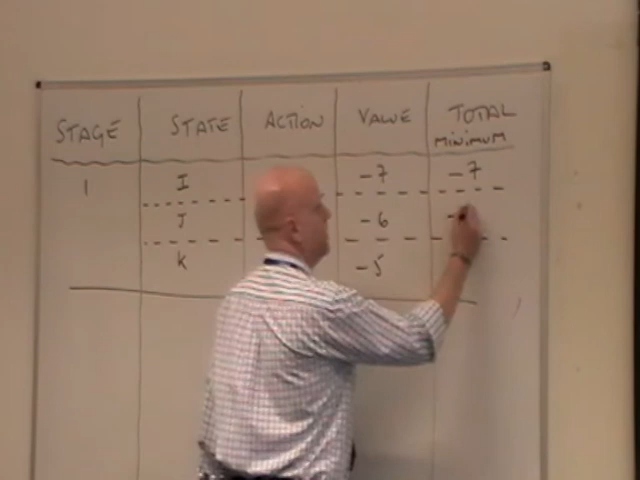 STAGE STATE ACTION VALUE TOTAL MINIMUM
1 I -7 -7
J -6 -
K -5